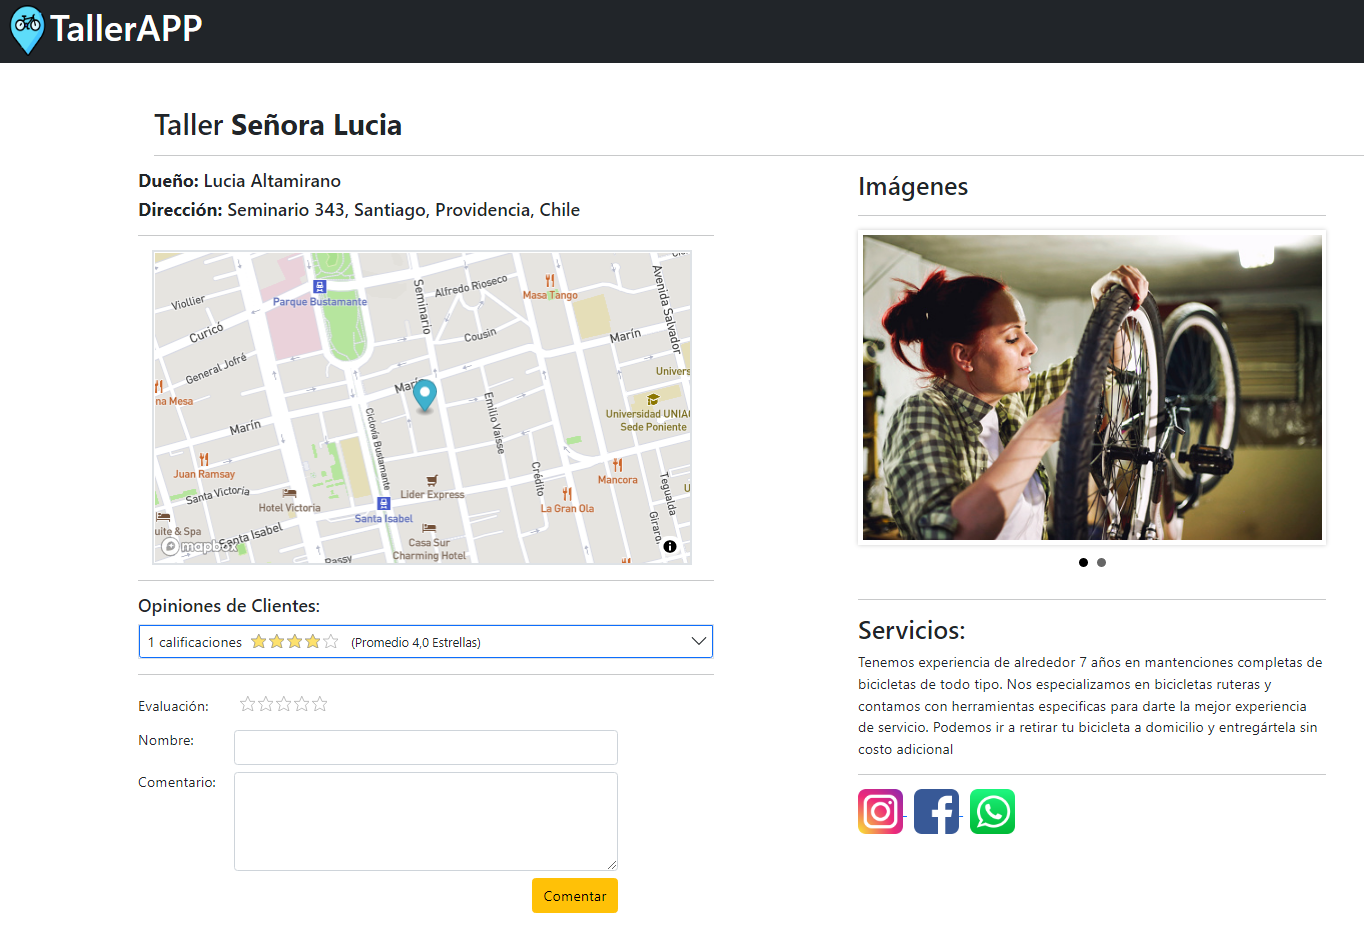 TallerAPP
Taller Señora Lucia
Dueño: Lucia Altamirano
Dirección: Seminario 343, Santiago, Providencia, Chile
Viollier
Parque Bustamante
Curicó
General Jofré
na Mesa
Marín
Juan Ramsay
Santa Victoria
Hotel Victoria
uite & Spa
Santa Isabel
mapbox
Seminario
Alfredo Rioseco
Masa Tango
Avenida Salvador
Cousin
Marín
Marín
Univers
Universidad UNIAC
Sede Poniente
Emilio Vaisse
Ciclovía Bustamante
Lider Express
Crédito
Mancora
La Gran Ola
Santa Isabel
Casa Sur
Charming Hotel
Tegualda
Girard
Rassy
Opiniones de Clientes:
1 calificaciones (Promedio 4,0 Estrellas)
Evaluación:
Nombre:
Comentario:
Comentar
Imágenes
Servicios:
Tenemos experiencia de alrededor 7 años en mantenciones completas de
bicicletas de todo tipo. Nos especializamos en bicicletas ruteras y
contamos con herramientas especificas para darte la mejor experiencia
de servicio. Podemos ir a retirar tu bicicleta a domicilio y entregártela sin
costo adicional